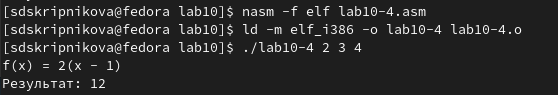 [sdskripnikova@fedora lab10]$ nasm -f elf lab10-4.asm
[sdskripnikova@fedora lab10]$ ld -m elf_i386 -o lab10-4 lab10-4.o
[sdskripnikova@fedora lab10]$ ./lab10-4 2 3 4
f(x) = 2(x - 1)
Результат: 12